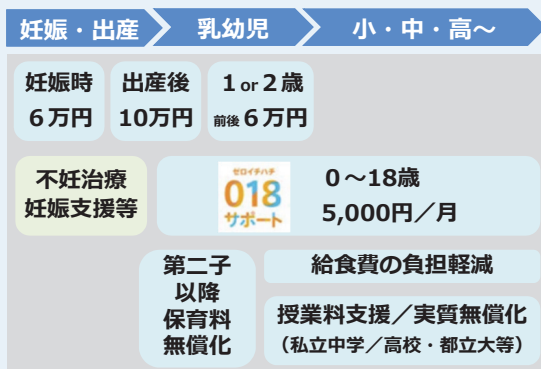 妊娠・出産
乳幼児
小・中・高～
妊娠時
6万円
出産後
10万円
1or2歳
前後6万円
不妊治療
妊娠支援等
ゼロイチハチ
018
サポート
0～18歳
5,000円／月
第二子
以降
保育料
無償化
給食費の負担軽減
授業料支援／実質無償化
（私立中学／高校・都立大等）